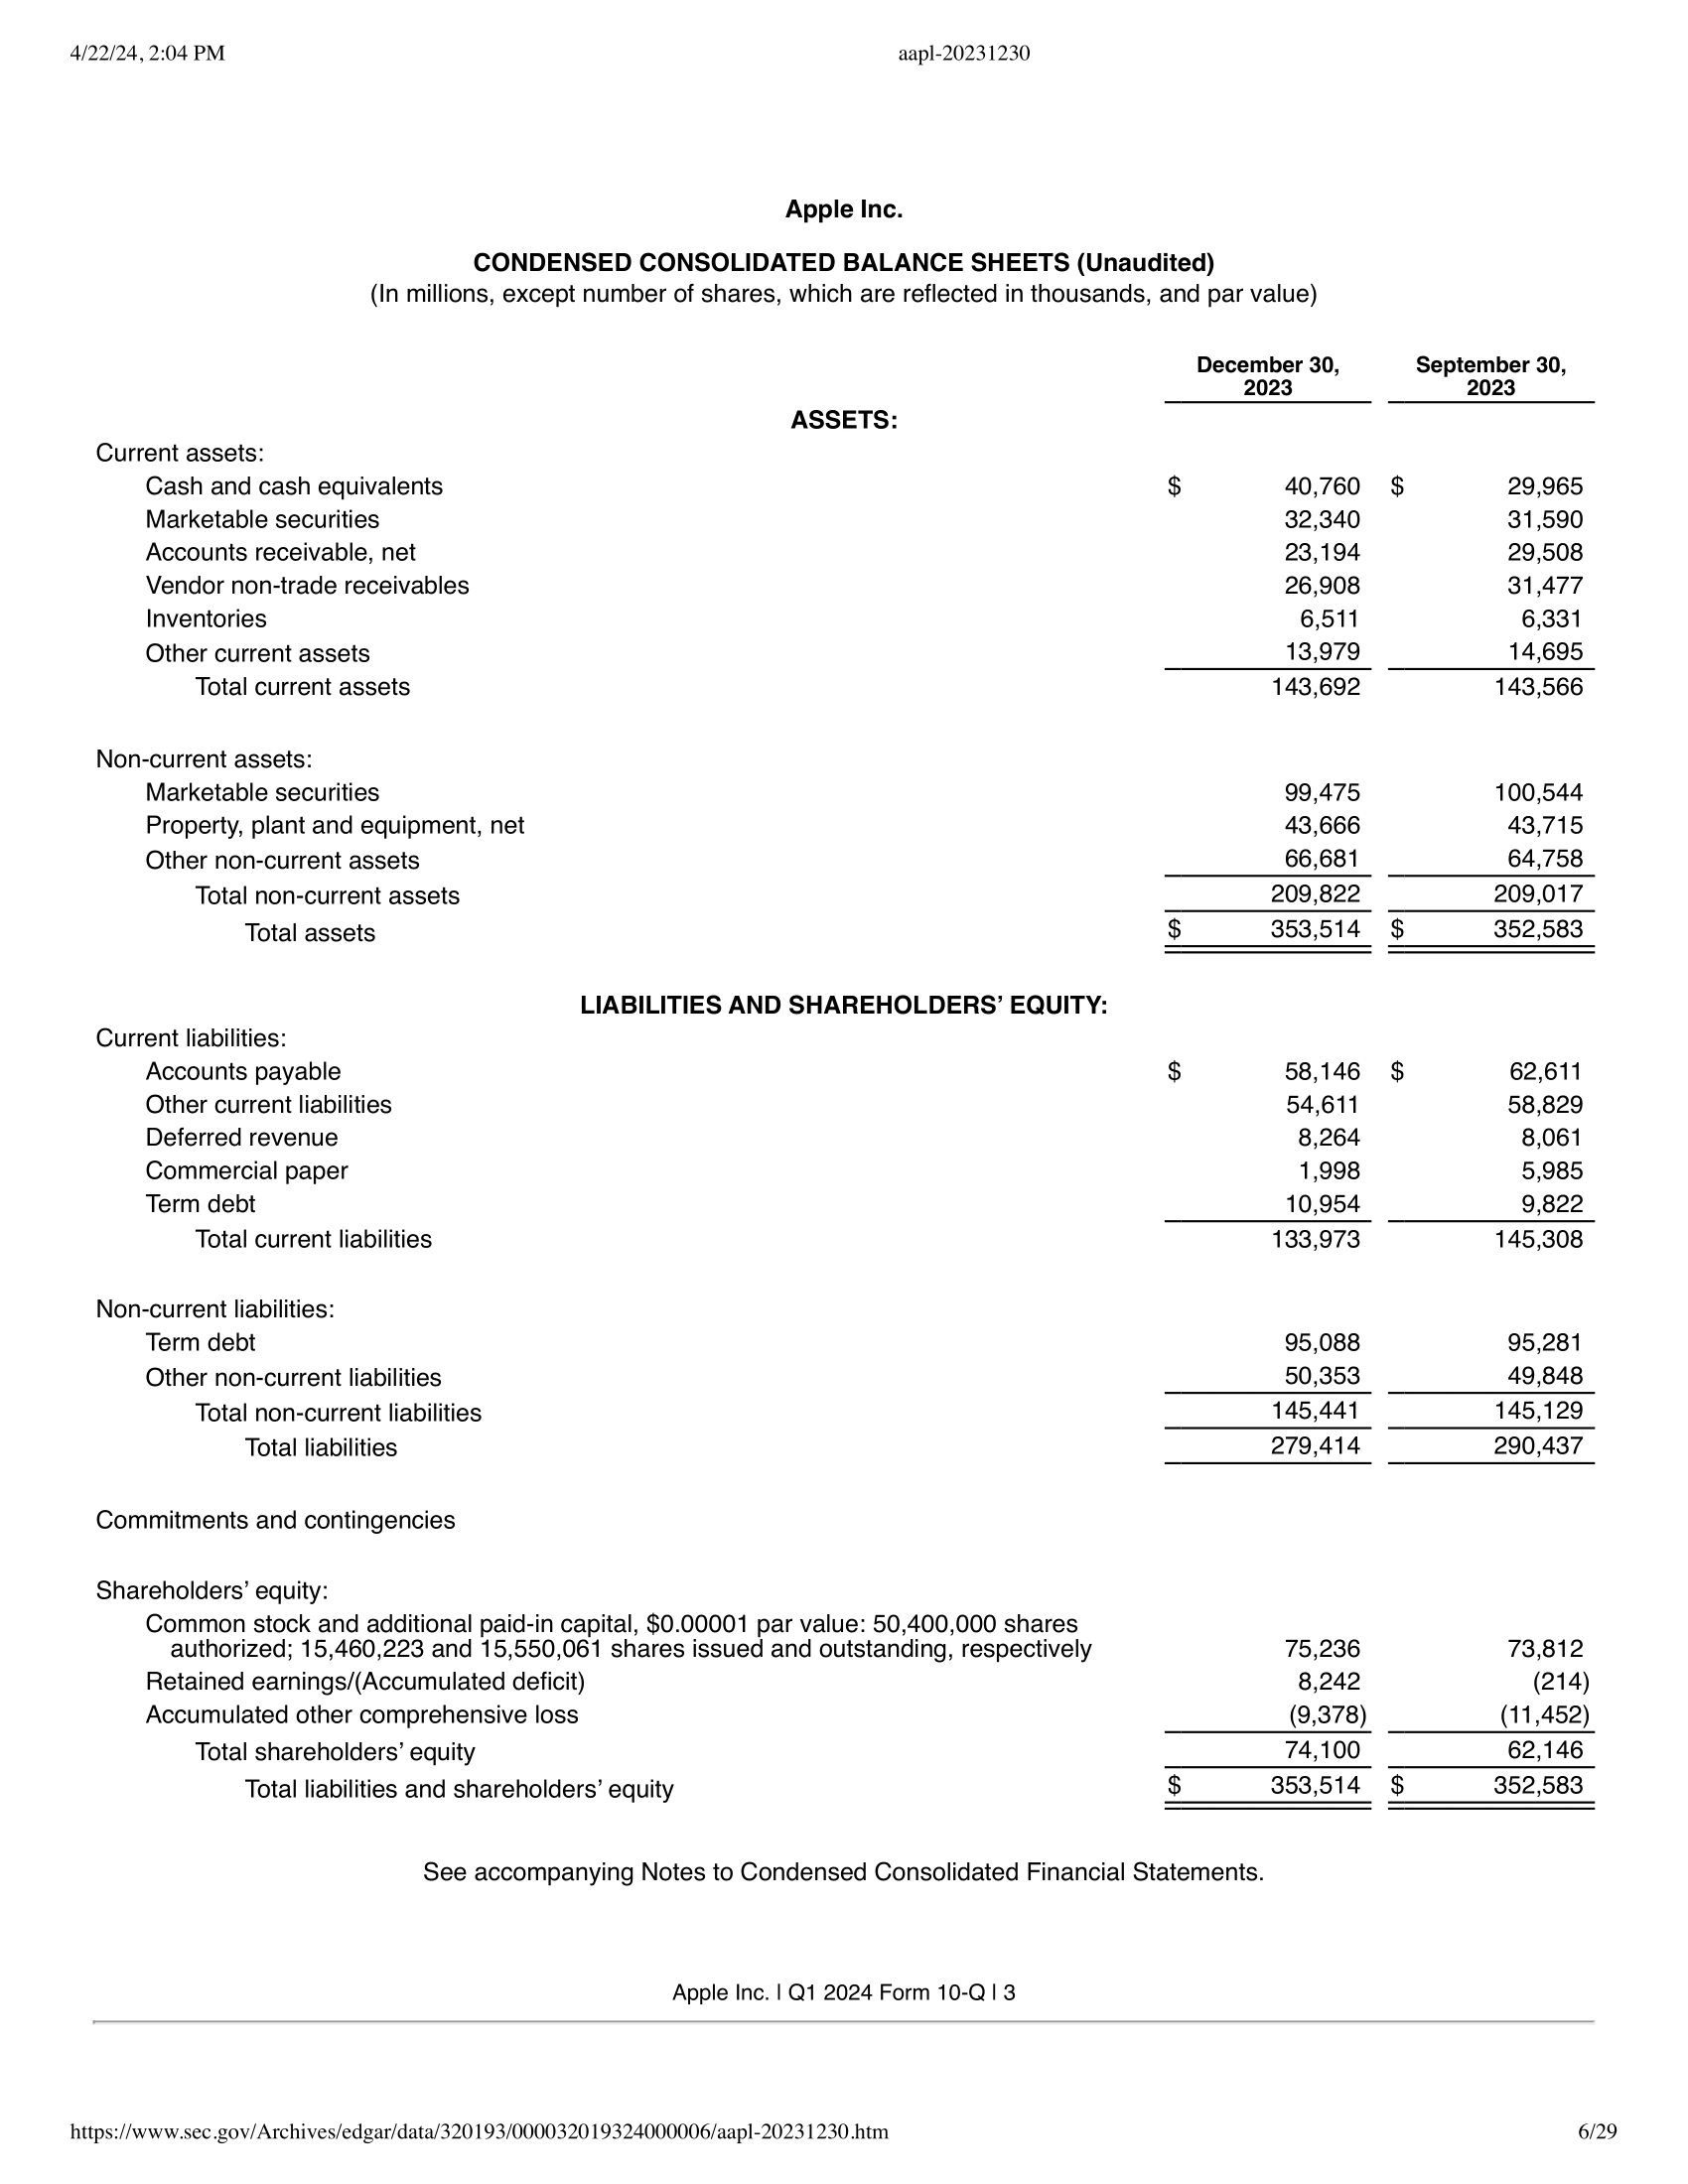 4/22/24, 2:04 PM aapl-20231230
Apple Inc.
CONDENSED CONSOLIDATED BALANCE SHEETS (Unaudited)
(In millions, except number of shares, which are reflected in thousands, and par value)
December 30, 2023 September 30, 2023
ASSETS:
Current assets:
Cash and cash equivalents $ 40,760 $ 29,965
Marketable securities 32,340 31,590
Accounts receivable, net 23,194 29,508
Vendor non-trade receivables 26,908 31,477
Inventories 6,511 6,331
Other current assets 13,979 14,695
Total current assets 143,692 143,566
Non-current assets:
Marketable securities 99,475 100,544
Property, plant and equipment, net 43,666 43,715
Other non-current assets 66,681 64,758
Total non-current assets 209,822 209,017
Total assets $ 353,514 $ 352,583
LIABILITIES AND SHAREHOLDERS’ EQUITY:
Current liabilities:
Accounts payable $ 58,146 $ 62,611
Other current liabilities 54,611 58,829
Deferred revenue 8,264 8,061
Commercial paper 1,998 5,985
Term debt 10,954 9,822
Total current liabilities 133,973 145,308
Non-current liabilities:
Term debt 95,088 95,281
Other non-current liabilities 50,353 49,848
Total non-current liabilities 145,441 145,129
Total liabilities 279,414 290,437
Commitments and contingencies
Shareholders’ equity:
Common stock and additional paid-in capital, $0.00001 par value: 50,400,000 shares
authorized; 15,460,223 and 15,550,061 shares issued and outstanding, respectively 75,236 73,812
Retained earnings/(Accumulated deficit) 8,242 (214)
Accumulated other comprehensive loss (9,378) (11,452)
Total shareholders’ equity 74,100 62,146
Total liabilities and shareholders’ equity $ 353,514 $ 352,583
See accompanying Notes to Condensed Consolidated Financial Statements.
Apple Inc. | Q1 2024 Form 10-Q | 3
https://www.sec.gov/Archives/edgar/data/320193/000032019324000006/aapl-20231230.htm 6/29